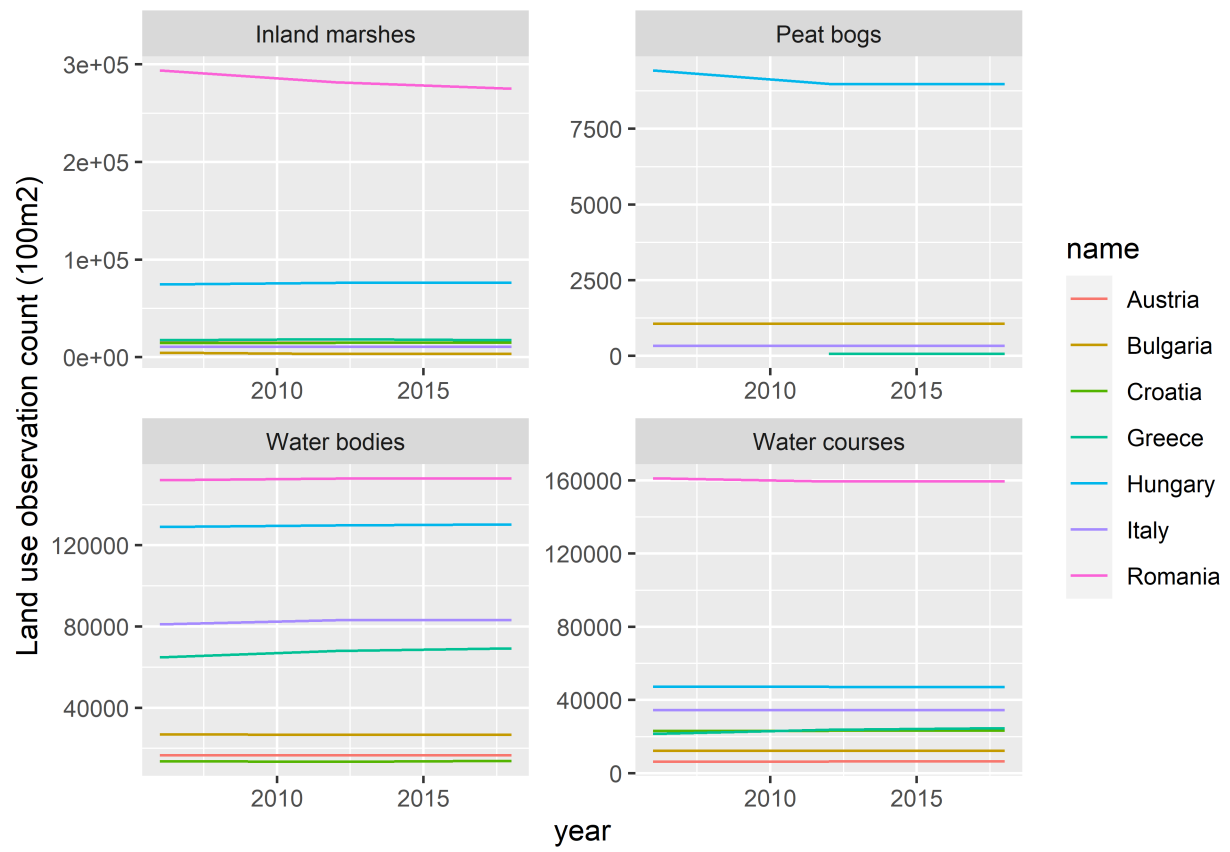 Inland marshes
Peat bogs
3e+05
2e+05
1e+05
0e+00
7500
5000
2500
0
2010
2015
2010
2015
Water bodies
Water courses
120000
80000
40000
160000
120000
80000
40000
0
2010
2015
2010
2015
year
Land use observation count (100m2)
name
Austria
Bulgaria
Croatia
Greece
Hungary
Italy
Romania